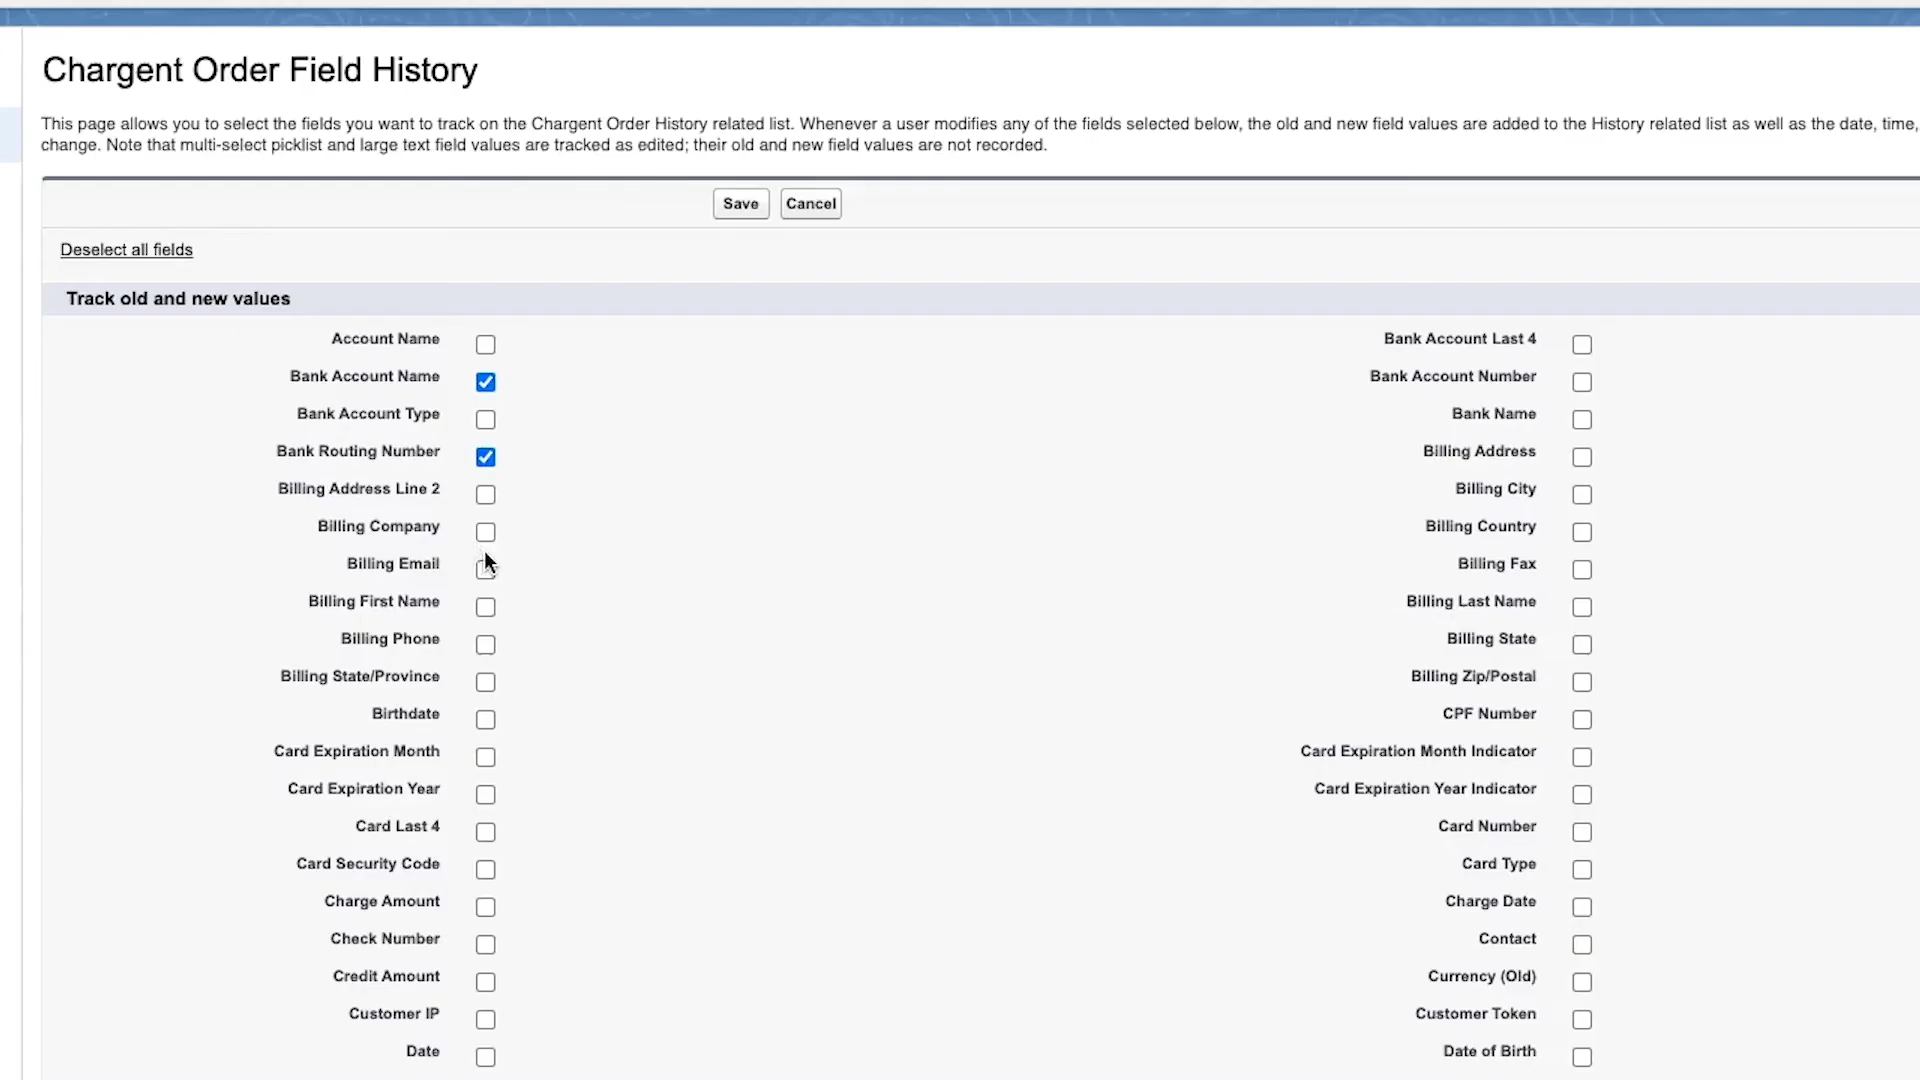 Chargent Order Field History
This page allows you to select the fields you want to track on the Chargent Order History related list. Whenever a user modifies any of the fields selected below, the old and new field values are added to the History related list as well as the date, time,
change. Note that multi-select picklist and large text field values are tracked as edited; their old and new field values are not recorded.
Save Cancel
Deselect all fields
Track old and new values
Account Name Bank Account Last 4
Bank Account Name Bank Account Number
Bank Account Type Bank Name
Bank Routing Number Billing Address
Billing Address Line 2 Billing City
Billing Company Billing Country
Billing Email Billing Fax
Billing First Name Billing Last Name
Billing Phone Billing State
Billing State/Province Billing Zip/Postal
Birthdate CPF Number
Card Expiration Month Card Expiration Month Indicator
Card Expiration Year Card Expiration Year Indicator
Card Last 4 Card Number
Card Security Code Card Type
Charge Amount Charge Date
Check Number Contact
Credit Amount Currency (Old)
Customer IP Customer Token
Date Date of Birth